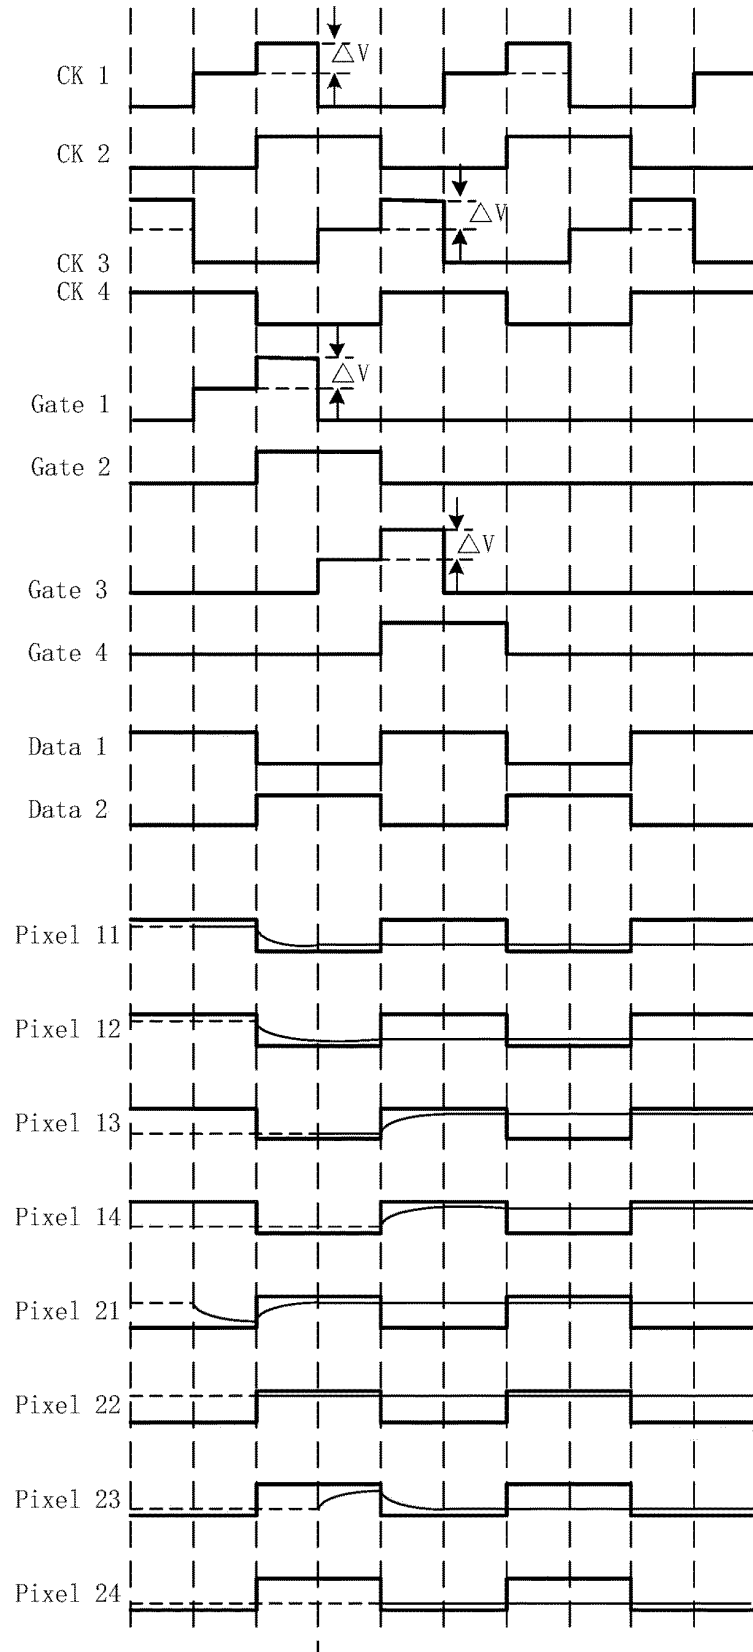 △V
CK 1
CK 2
△V
CK 3
CK 4
△V
Gate 1
Gate 2
△V
Gate 3
Gate 4
Data 1
Data 2
Pixel 11
Pixel 12
Pixel 13
Pixel 14
Pixel 21
Pixel 22
Pixel 23
Pixel 24